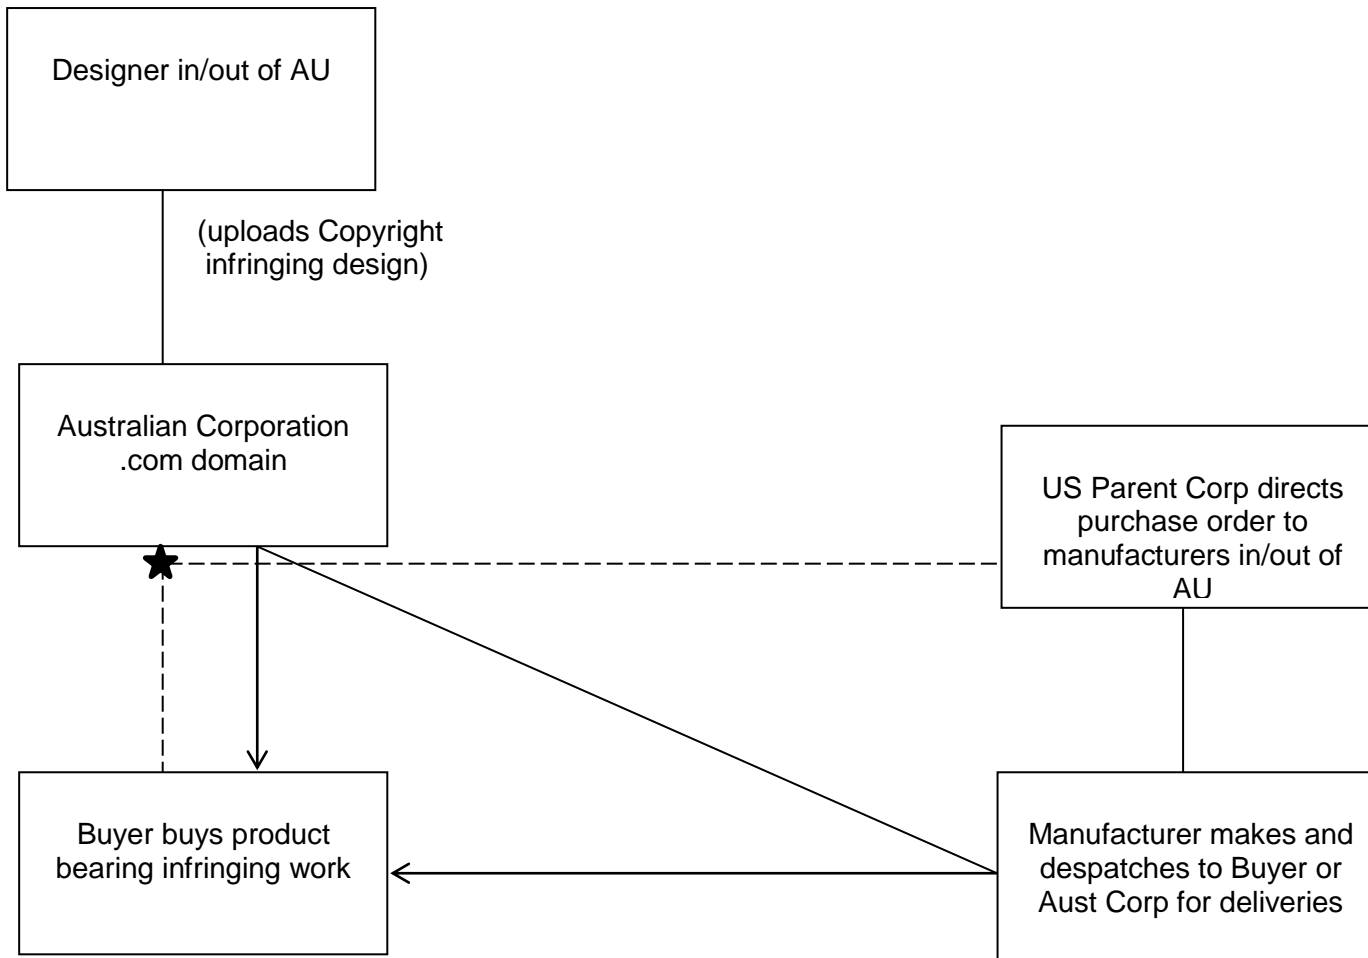 Designer in/out of AU
(uploads Copyright
infringing design)
Australian Corporation
.com domain
US Parent Corp directs
purchase order to
manufacturers in/out of
AU
Buyer buys product
bearing infringing work
Manufacturer makes and
despatches to Buyer or
Aust Corp for deliveries